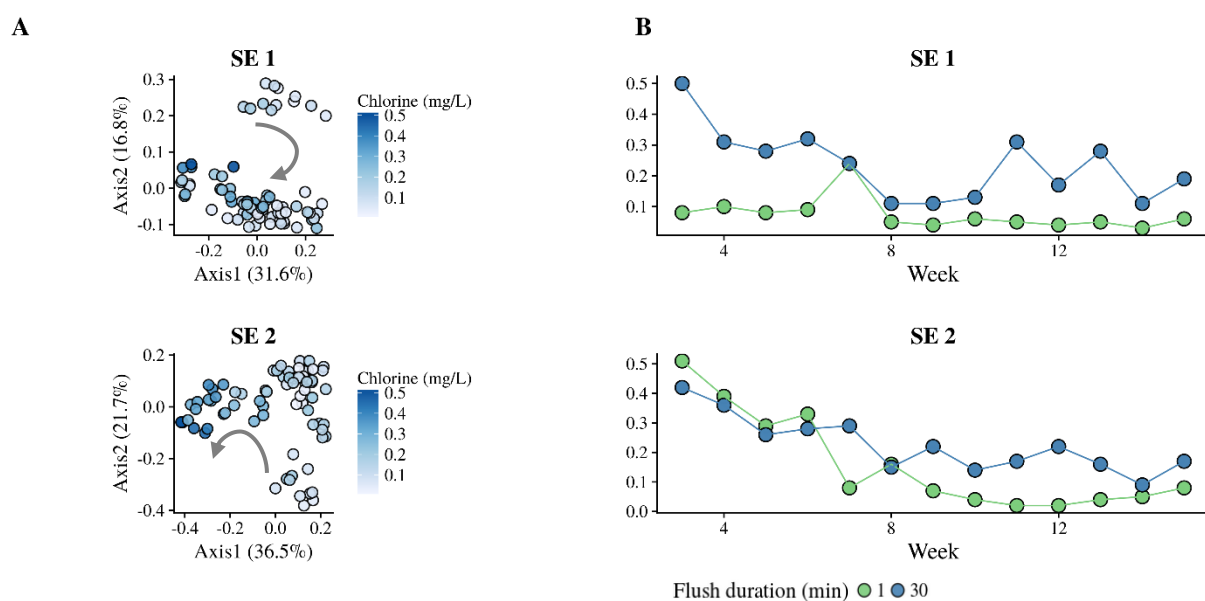 A
B
SE 1
0.3
0.2
0.1
0.0
-0.1
Axis2 (16.8%)
-0.2
0.0
0.2
Axis1 (31.6%)
Chlorine (mg/L)
0.5
0.4
0.3
0.2
0.1
SE 1
0.5
0.4
0.3
0.2
0.1
4
8
12
Week
SE 2
0.2
0.0
-0.2
-0.4
Axis2 (21.7%)
-0.4
-0.2
0.0
0.2
Axis1 (36.5%)
Chlorine (mg/L)
0.5
0.4
0.3
0.2
0.1
SE 2
0.5
0.4
0.3
0.2
0.1
0.0
4
8
12
Week
Flush duration (min) 1 30